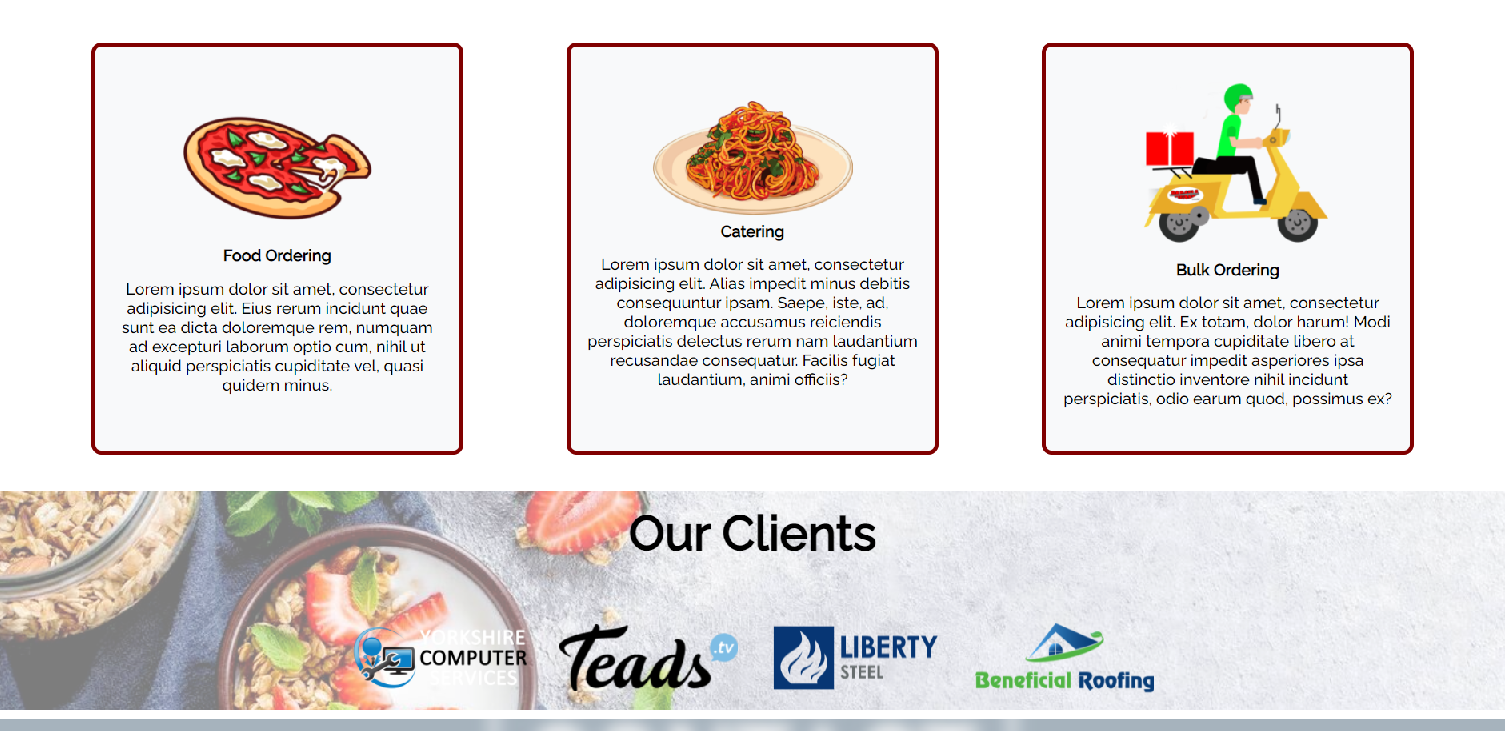 Food Ordering
Lorem ipsum dolor sit amet, consectetur
adipisicing elit. Eius rerum incidunt quae
sunt ea dicta doloremque rem, numquam
ad excepturi laborum optio cum, nihil ut
aliquid perspiciatis cupiditate vel, quasi
quidem minus.
Catering
Lorem ipsum dolor sit amet, consectetur
adipisicing elit. Alias impedit minus debitis
consequuntur ipsam. Saepe, iste, ad,
doloremque accusamus reiciendis
perspiciatis delectus rerum nam laudantium
recusandae consequatur. Facilis fugiat
laudantium, animi officiis?
Bulk Ordering
Lorem ipsum dolor sit amet, consectetur
adipisicing elit. Ex totam, dolor harum! Modi
animi tempora cupiditate libero at
consequatur impedit asperiores ipsa
distinctio inventore nihil incidunt
perspiciatis, odio earum quod, possimus ex?
Our Clients
YORKSHIRE
COMPUTER
SERVICES
Teads .tv
LIBERTY
STEEL
Beneficial Roofing